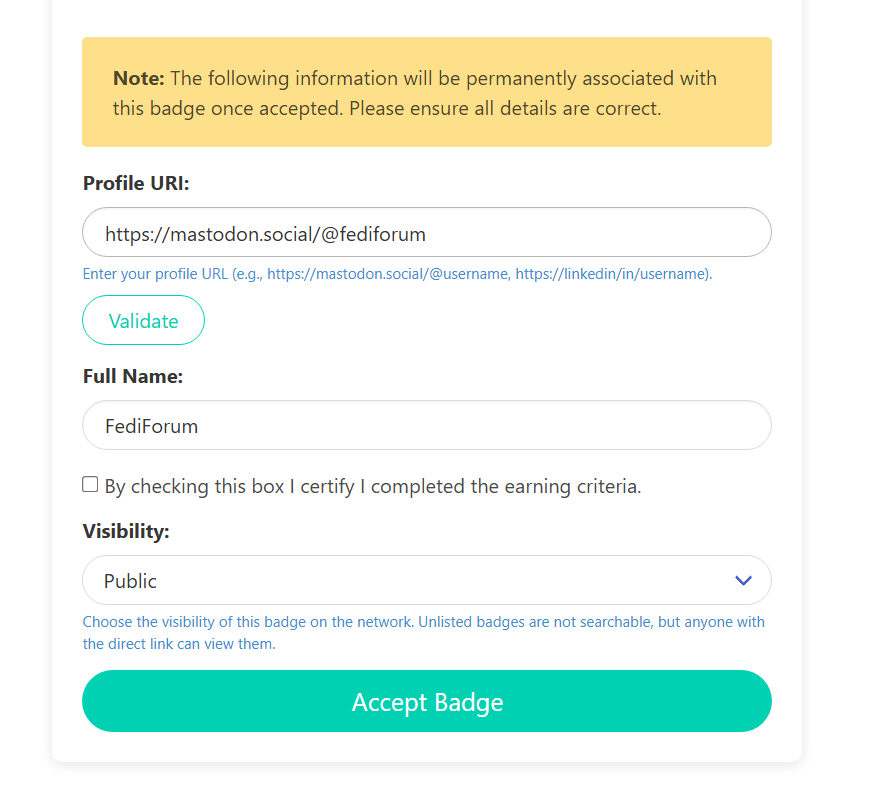 Note: The following information will be permanently associated with
this badge once accepted. Please ensure all details are correct.
Profile URI:
https://mastodon.social/@fediforum
Enter your profile URL (e.g., https://mastodon.social/@username, https://linkedin/in/username).
Validate
Full Name:
FediForum
By checking this box I certify I completed the earning criteria.
Visibility:
Public
Choose the visibility of this badge on the network. Unlisted badges are not searchable, but anyone with
the direct link can view them.
Accept Badge